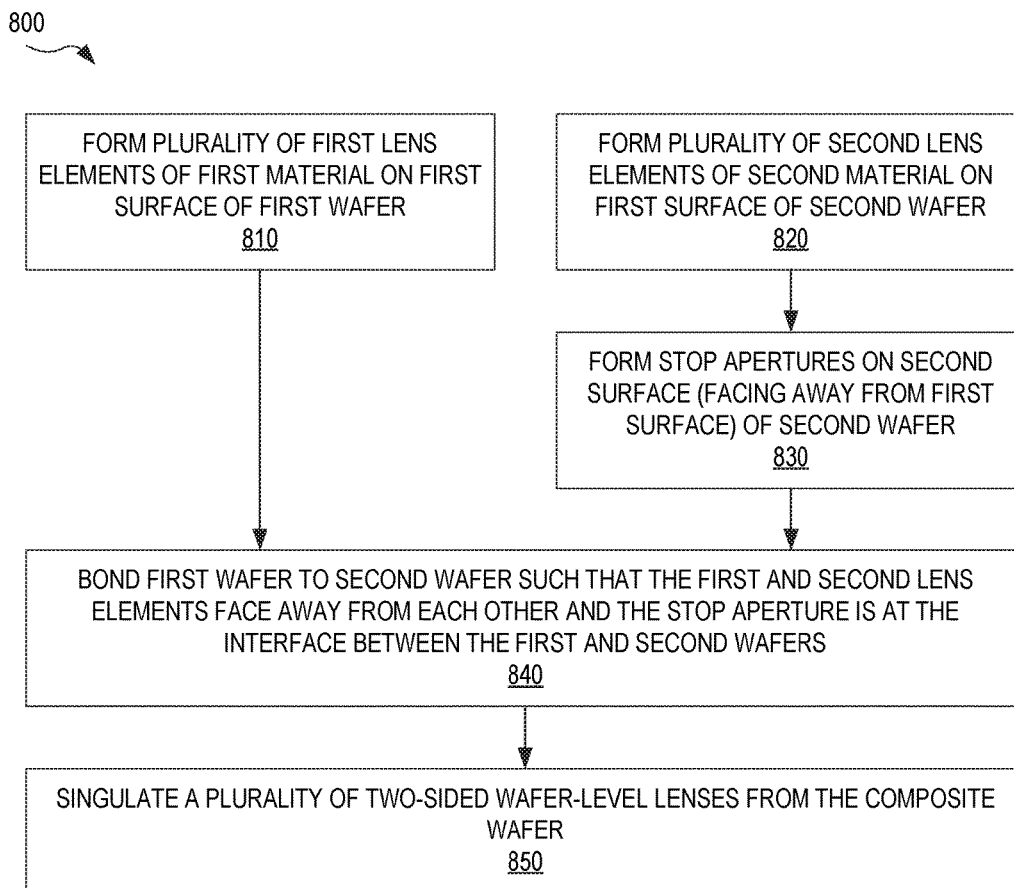 800
FORM PLURALITY OF FIRST LENS
ELEMENTS OF FIRST MATERIAL ON FIRST
SURFACE OF FIRST WAFER
810
FORM PLURALITY OF SECOND LENS
ELEMENTS OF SECOND MATERIAL ON
FIRST SURFACE OF SECOND WAFER
820
FORM STOP APERTURES ON SECOND
SURFACE (FACING AWAY FROM FIRST
SURFACE) OF SECOND WAFER
830
BOND FIRST WAFER TO SECOND WAFER SUCH THAT THE FIRST AND SECOND LENS
ELEMENTS FACE AWAY FROM EACH OTHER AND THE STOP APERTURE IS AT THE
INTERFACE BETWEEN THE FIRST AND SECOND WAFERS
840
SINGULATE A PLURALITY OF TWO-SIDED WAFER-LEVEL LENSES FROM THE COMPOSITE
WAFER
850